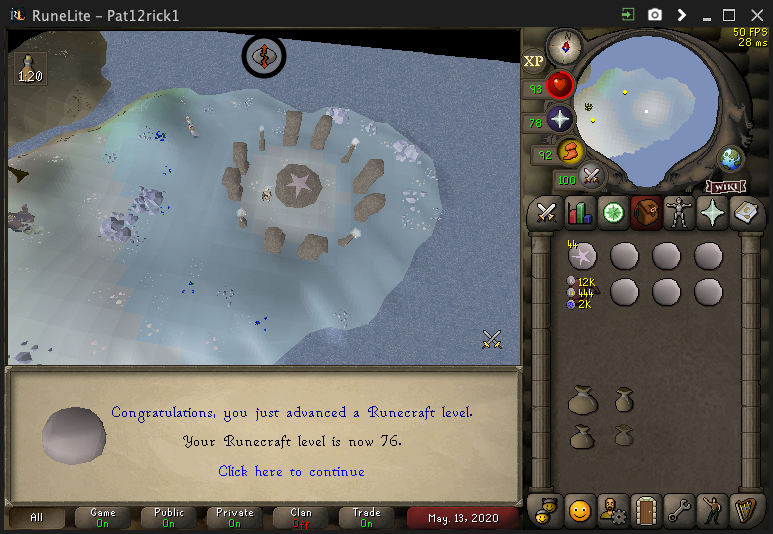 RuneLite - Pat12rick1
50 FPS
28 ms
1:20
XP
93
78
92
100
WIKI
44
12K
444
2K
Congratulations, you just advanced a Runecraft level.
Your Runecraft level is now 76.
Click here to continue
All
Game
On
Public
On
Private
On
Clan
Off
Trade
On
May. 13, 2020